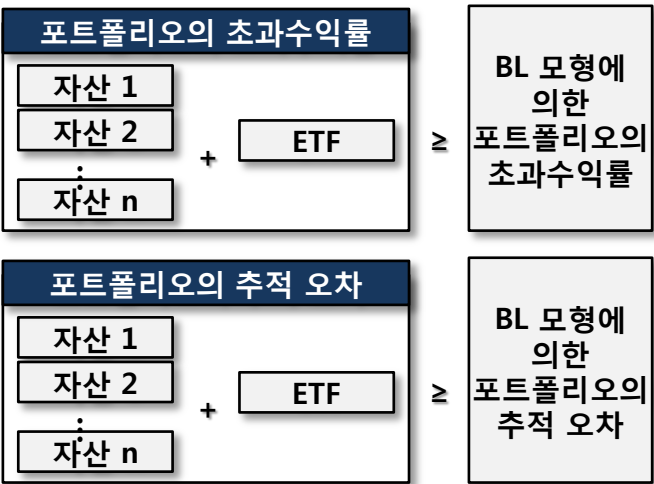 포트폴리오의 초과수익률
자산 1
자산 2
:
자산 n
+
ETF
≥
BL 모형에
의한
포트폴리오의
초과수익률
포트폴리오의 추적 오차
자산 1
자산 2
:
자산 n
+
ETF
≥
BL 모형에
의한
포트폴리오의
추적 오차